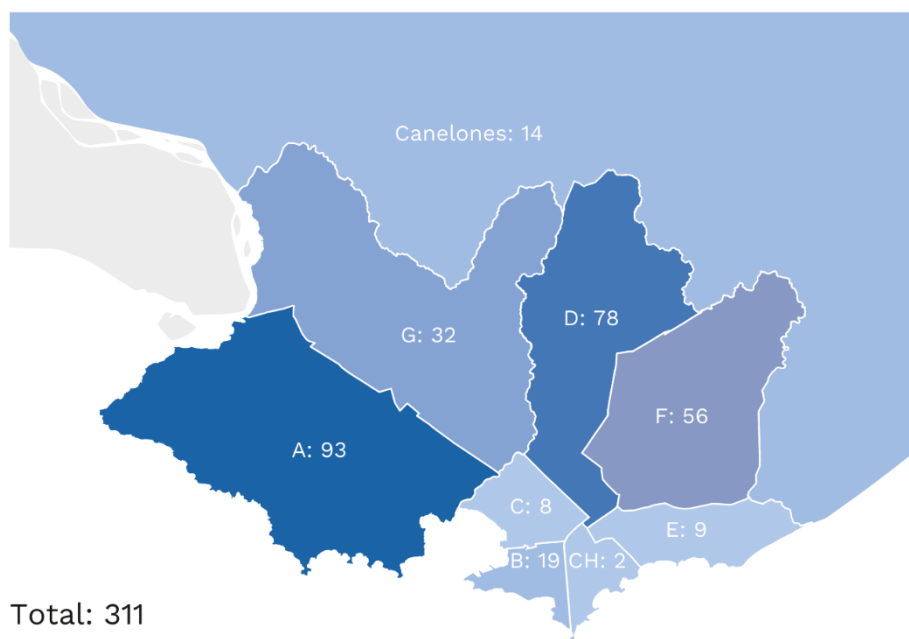 Canelones: 14
G: 32
D: 78
F: 56
A: 93
C: 8
E: 9
B: 19
CH: 2
Total: 311